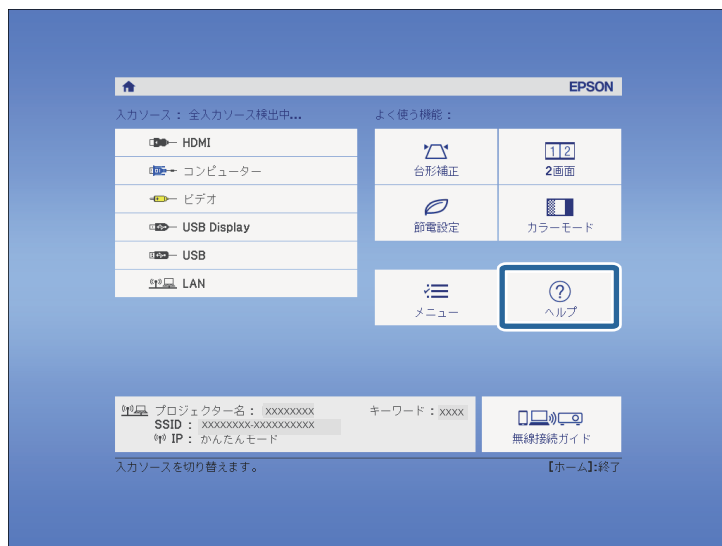 EPSON
入力ソース： 全入力ソース検出中...
HDMI
コンピューター
ビデオ
USB Display
USB
LAN
よく使う機能：
台形補正
1 2
2画面
節電設定
カラーモード
メニュー
?
ヘルプ
プロジェクター名： XXXXXXXX
SSID： XXXXXXXX-XXXXXXXXXX
IP： かんたんモード
キーワード：XXXX
無線接続ガイド
入力ソースを切り替えます。
【ホーム】:終了